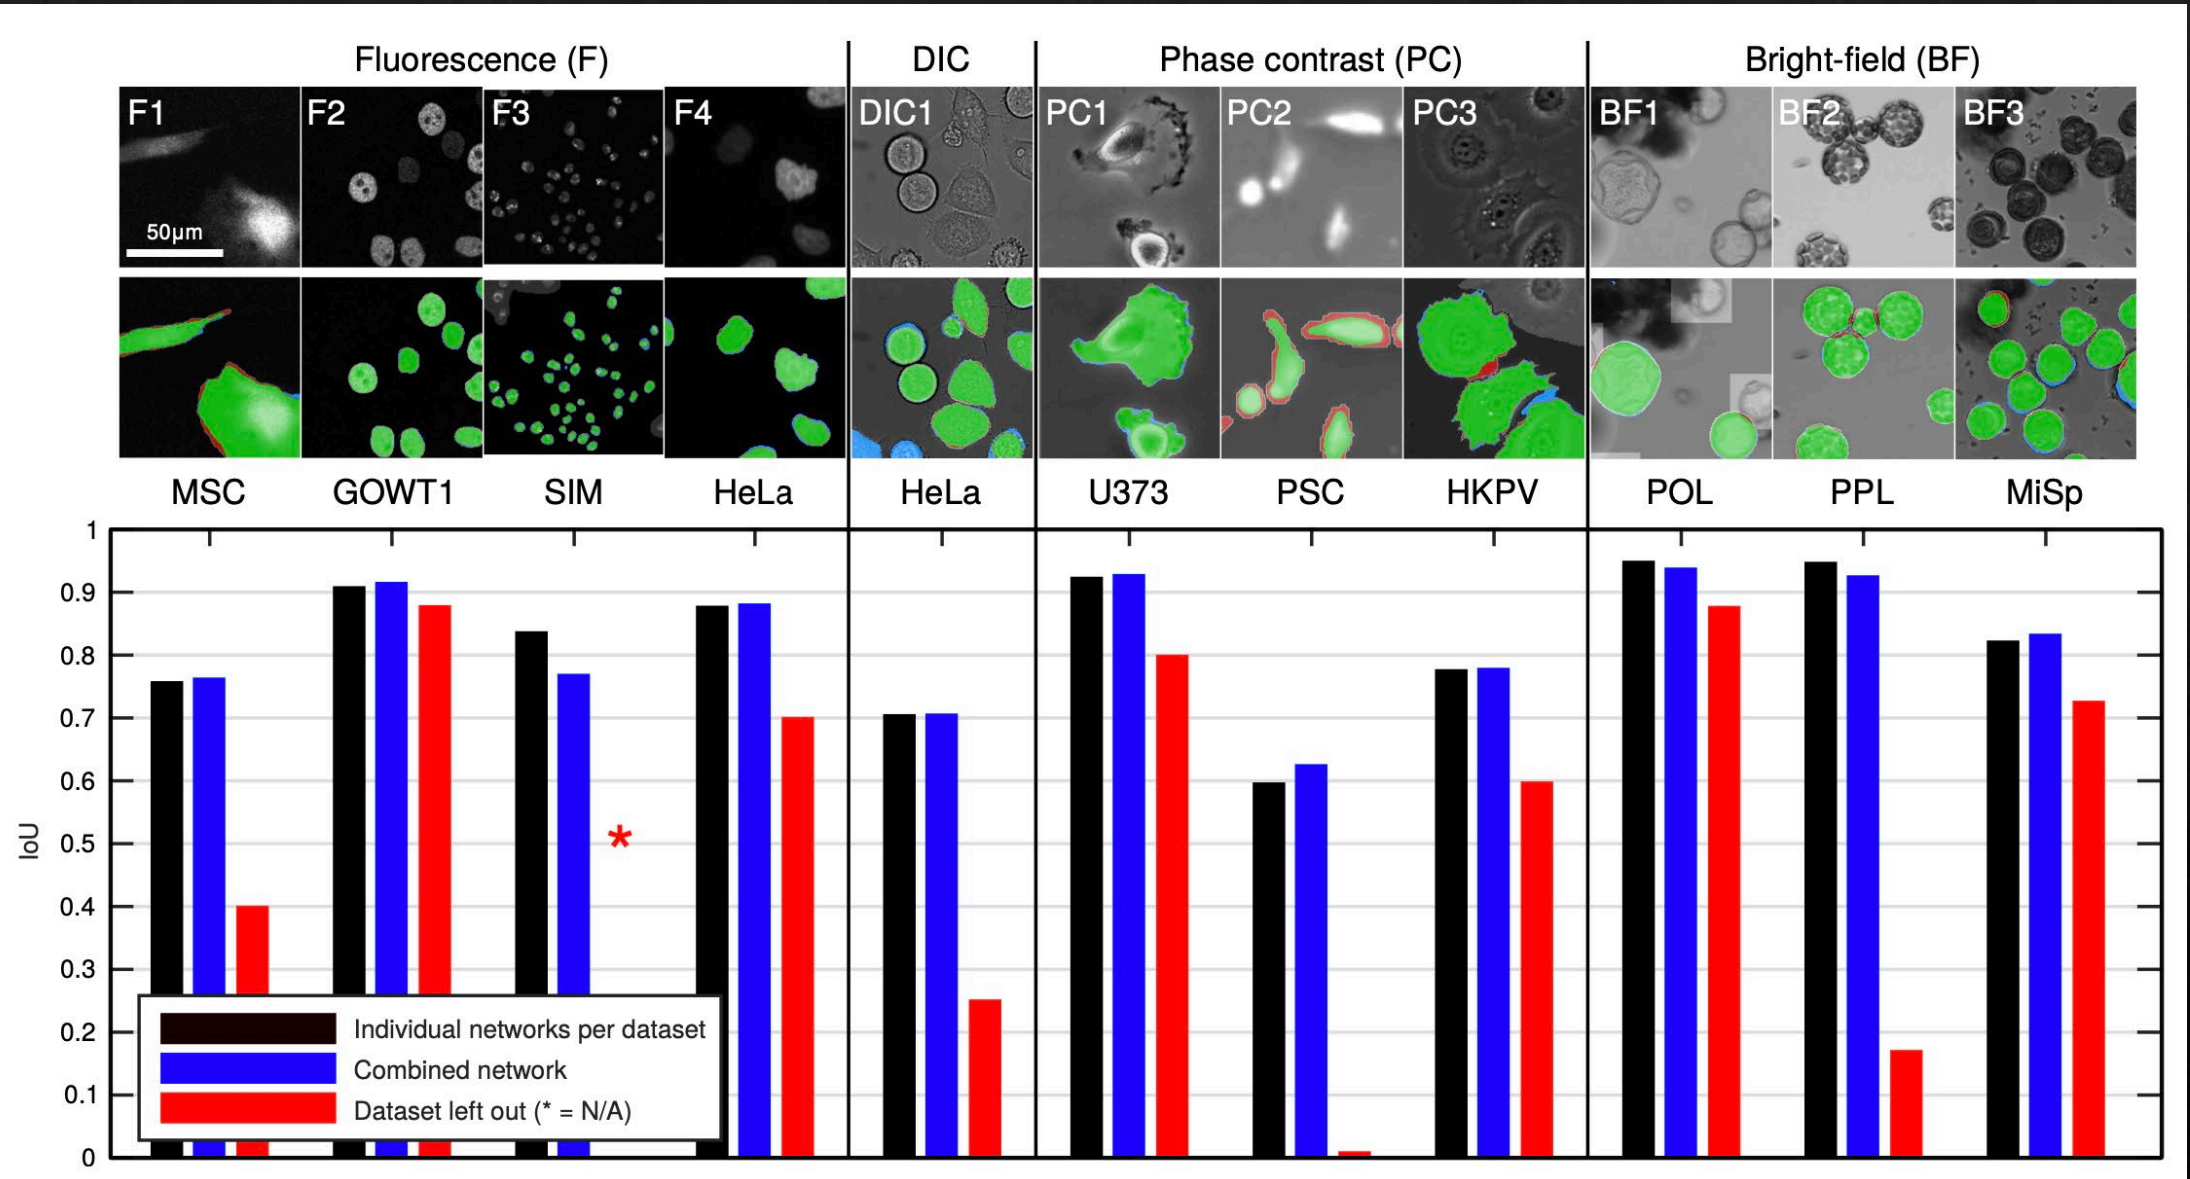 Fluorescence (F)
DIC
Phase contrast (PC)
Bright-field (BF)
F1
F2
F3
F4
DIC1
PC1
PC2
PC3
BF1
BF2
BF3
50µm
MSC
GOWT1
SIM
HeLa
HeLa
U373
PSC
HKPV
POL
PPL
MiSp
IoU
1
0.9
0.8
0.7
0.6
0.5
0.4
0.3
0.2
0.1
0
*
Individual networks per dataset
Combined network
Dataset left out (* = N/A)